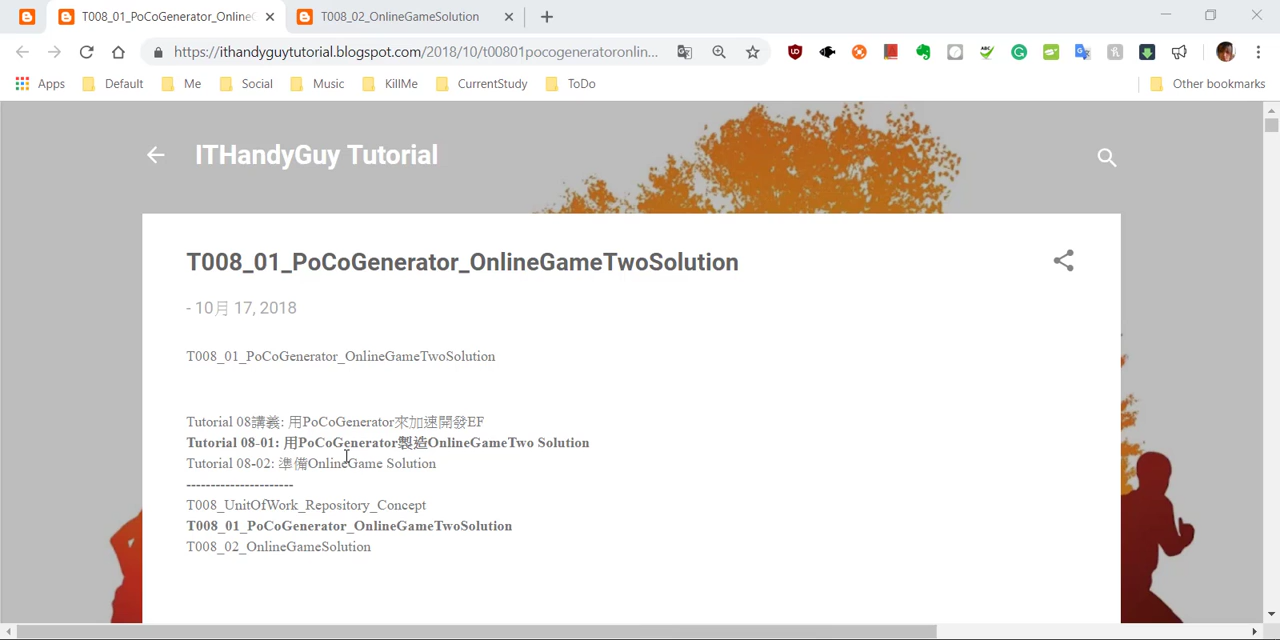 T008_01_PoCoGenerator_OnlineG
T008_02_OnlineGameSolution
https://ithandyguytutorial.blogspot.com/2018/10/t00801pocogeneratoronlin...
Apps Default Me Social Music KillMe CurrentStudy ToDo Other bookmarks
ITHandyGuy Tutorial
T008_01_PoCoGenerator_OnlineGameTwoSolution
- 10月 17, 2018
T008_01_PoCoGenerator_OnlineGameTwoSolution
Tutorial 08講義: 用PoCoGenerator來加速開發EF
Tutorial 08-01: 用PoCoGenerator製造OnlineGameTwo Solution
Tutorial 08-02: 準備OnlineGame Solution
----------------------
T008_UnitOfWork_Repository_Concept
T008_01_PoCoGenerator_OnlineGameTwoSolution
T008_02_OnlineGameSolution